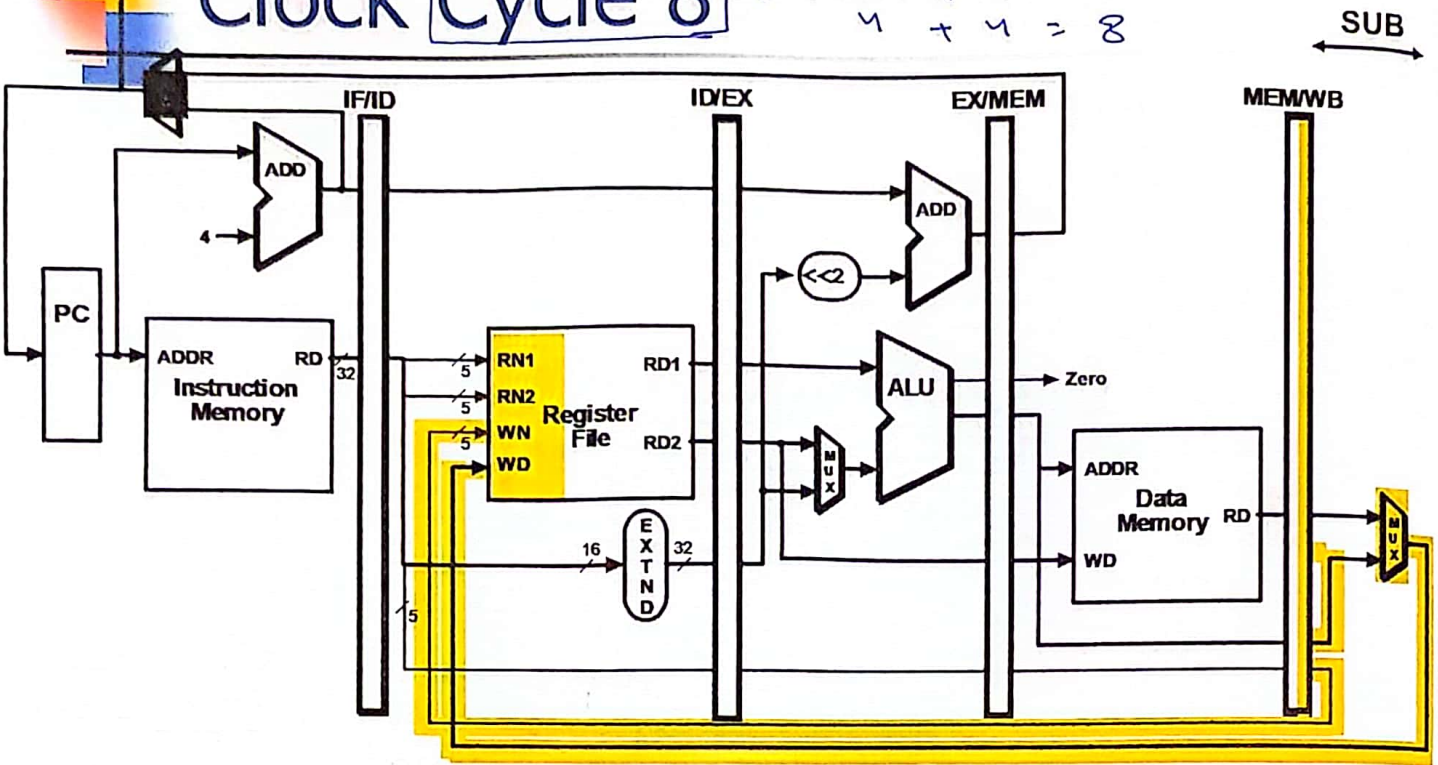 Clock Cycle 8
4 + 4 = 8
SUB
IF/ID
ID/EX
EX/MEM
MEM/WB
ADD
4
ADD
<<2
PC
ADDR
RD
32
Instruction
Memory
5
RN1
5
RN2
5
WN
WD
Register
File
RD1
RD2
16
EXTND
32
5
MUX
ALU
Zero
ADDR
Data
Memory
RD
WD
MUX